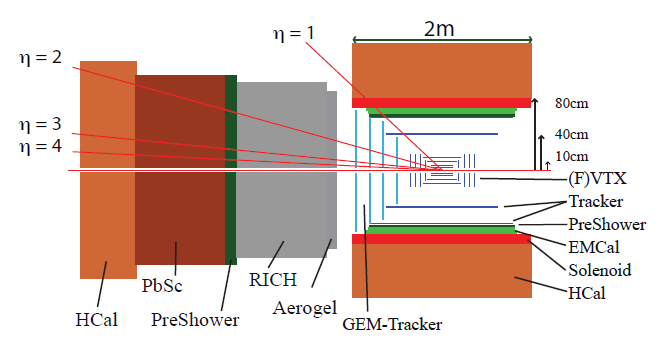 η = 1
2m
η = 2
80cm
η = 3
40cm
η = 4
10cm
(F)VTX
Tracker
PreShower
EMCal
Solenoid
HCal
PbSc
RICH
Aerogel
HCal
PreShower
GEM-Tracker